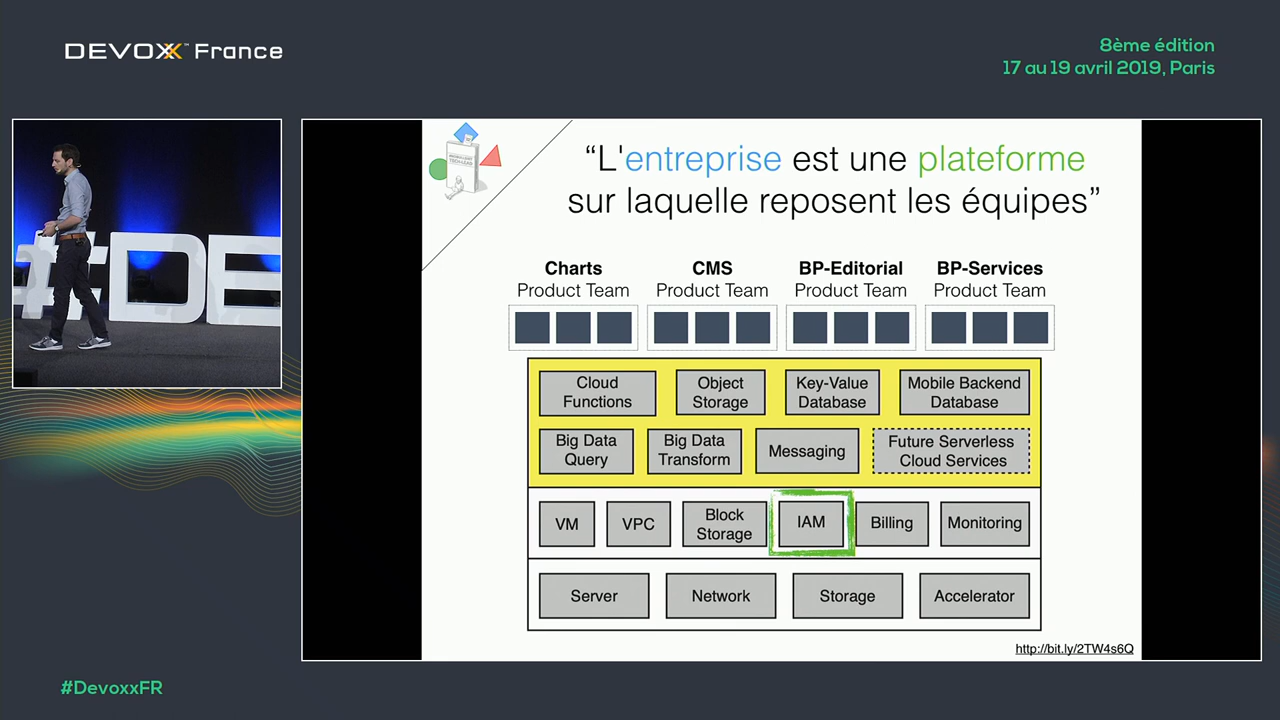 DEVOXX™ France
8ème édition
17 au 19 avril 2019, Paris
#DE
“L'entreprise est une plateforme
sur laquelle reposent les équipes”
Charts
Product Team
CMS
Product Team
BP-Editorial
Product Team
BP-Services
Product Team
Cloud
Functions
Object
Storage
Key-Value
Database
Mobile Backend
Database
Big Data
Query
Big Data
Transform
Messaging
Future Serverless
Cloud Services
VM
VPC
Block
Storage
IAM
Billing
Monitoring
Server
Network
Storage
Accelerator
http://bit.ly/2TW4s6Q
#DevoxxFR